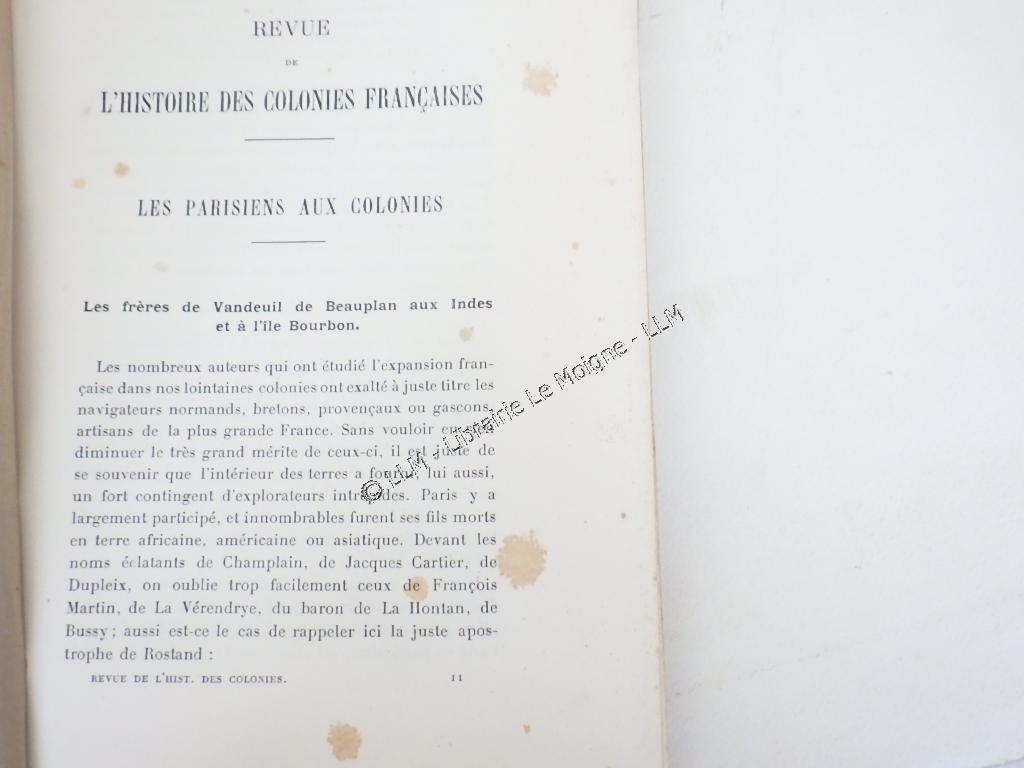 REVUE
DE
L'HISTOIRE DES COLONIES FRANÇAISES
LES PARISIENS AUX COLONIES
Les frères de Vandeuil de Beauplan aux Indes
et à l'île Bourbon.
Les nombreux auteurs qui ont étudié l'expansion fran-
çaise dans nos lointaines colonies ont exalté à juste titre les
navigateurs normands, bretons, provençaux ou gascons,
artisans de la plus grande France. Sans vouloir en rien
diminuer le très grand mérite de ceux-ci, il est juste de
se souvenir que l'intérieur des terres a fourni, lui aussi,
un fort contingent d'explorateurs intrépides. Paris y a
largement participé, et innombrables furent ses fils morts
en terre africaine, américaine ou asiatique. Devant les
noms éclatants de Champlain, de Jacques Cartier, de
Dupleix, on oublie trop facilement ceux de François
Martin, de La Vérendrye, du baron de La Hontan, de
Bussy; aussi est-ce le cas de rappeler ici la juste apos-
trophe de Rostand :
REVUE DE L'HIST. DES COLONIES. 11
© LLM - Librairie Le Moigne - LLM